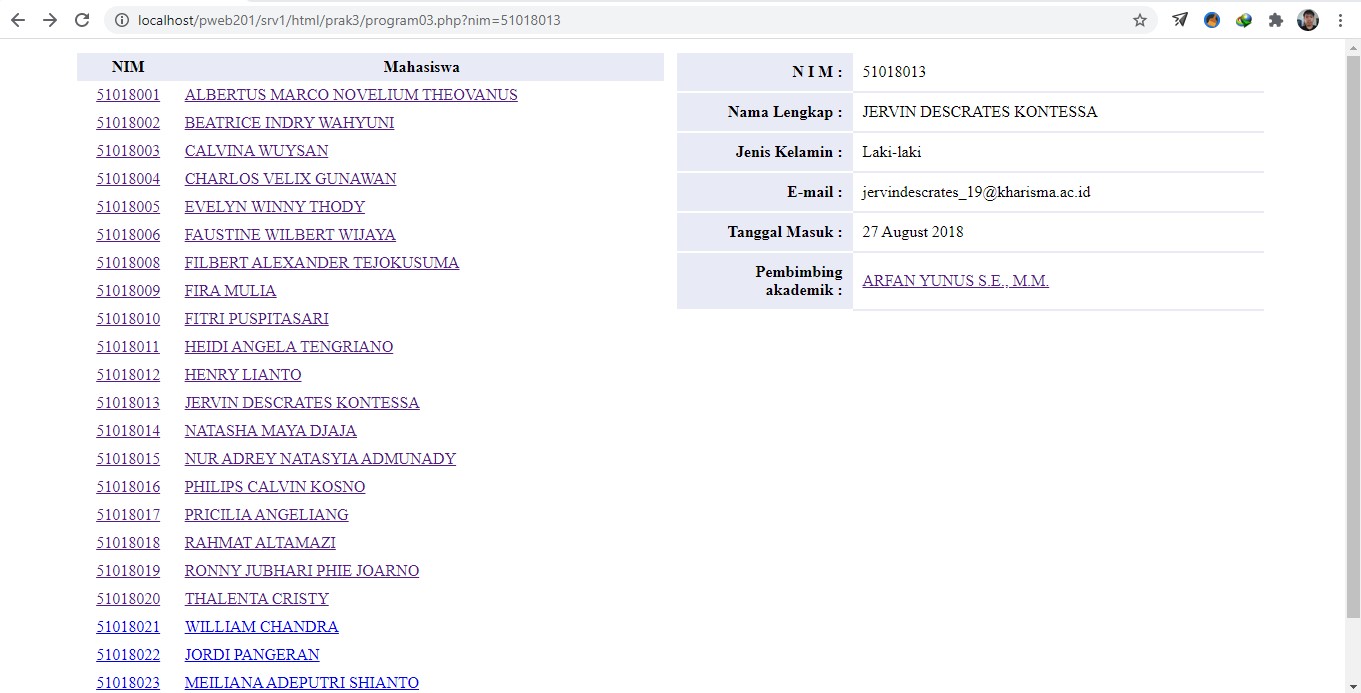 localhost/pweb201/srv1/html/prak3/program03.php?nim=51018013
NIM Mahasiswa
51018001 ALBERTUS MARCO NOVELIUM THEOVANUS
51018002 BEATRICE INDRY WAHYUNI
51018003 CALVINA WUYSAN
51018004 CHARLOS VELIX GUNAWAN
51018005 EVELYN WINNY THODY
51018006 FAUSTINE WILBERT WIJAYA
51018008 FILBERT ALEXANDER TEJOKUSUMA
51018009 FIRA MULIA
51018010 FITRI PUSPITASARI
51018011 HEIDI ANGELA TENGRIANO
51018012 HENRY LIANTO
51018013 JERVIN DESCRATES KONTESSA
51018014 NATASHA MAYA DJAJA
51018015 NUR ADREY NATASYIA ADMUNADY
51018016 PHILIPS CALVIN KOSNO
51018017 PRICILIA ANGELIANG
51018018 RAHMAT ALTAMAZI
51018019 RONNY JUBHARI PHIE JOARNO
51018020 THALENTA CRISTY
51018021 WILLIAM CHANDRA
51018022 JORDI PANGERAN
51018023 MEILIANA ADEPUTRI SHIANTO
N I M : 51018013
Nama Lengkap : JERVIN DESCRATES KONTESSA
Jenis Kelamin : Laki-laki
E-mail : jervindescrates_19@kharisma.ac.id
Tanggal Masuk : 27 August 2018
Pembimbing
akademik : ARFAN YUNUS S.E., M.M.